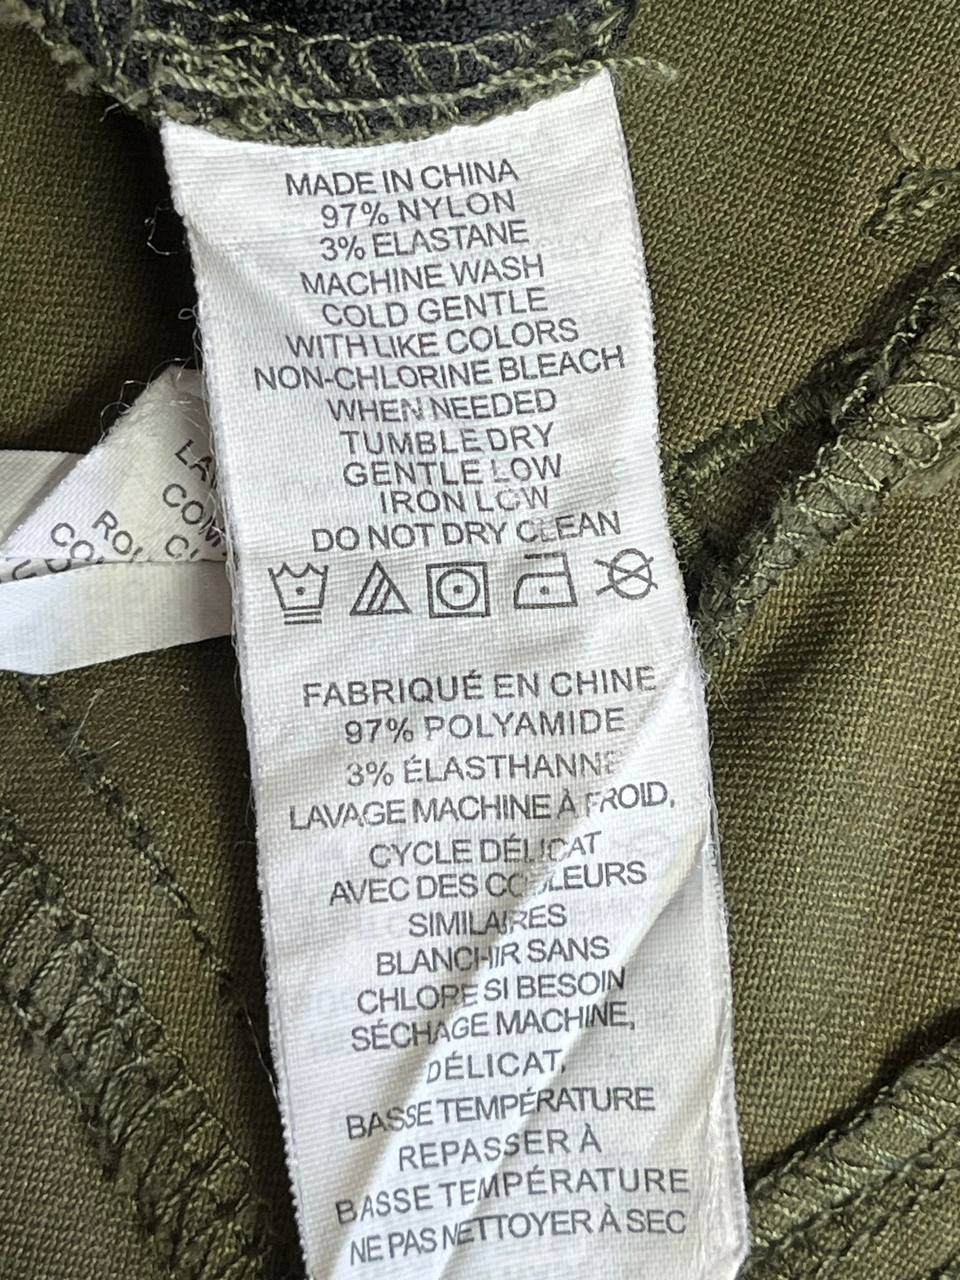 MADE IN CHINA
97% NYLON
3% ELASTANE
MACHINE WASH
COLD GENTLE
WITH LIKE COLORS
NON-CHLORINE BLEACH
WHEN NEEDED
TUMBLE DRY
GENTLE LOW
IRON LOW
DO NOT DRY CLEAN
FABRIQUÉ EN CHINE
97% POLYAMIDE
3% ÉLASTHANNE
LAVAGE MACHINE À FROID,
CYCLE DÉLICAT
AVEC DES COULEURS
SIMILAIRES
BLANCHIR SANS
CHLORE SI BESOIN
SÉCHAGE MACHINE,
DÉLICAT,
BASSE TEMPÉRATURE
REPASSER À
BASSE TEMPÉRATURE
NE PAS NETTOYER À SEC